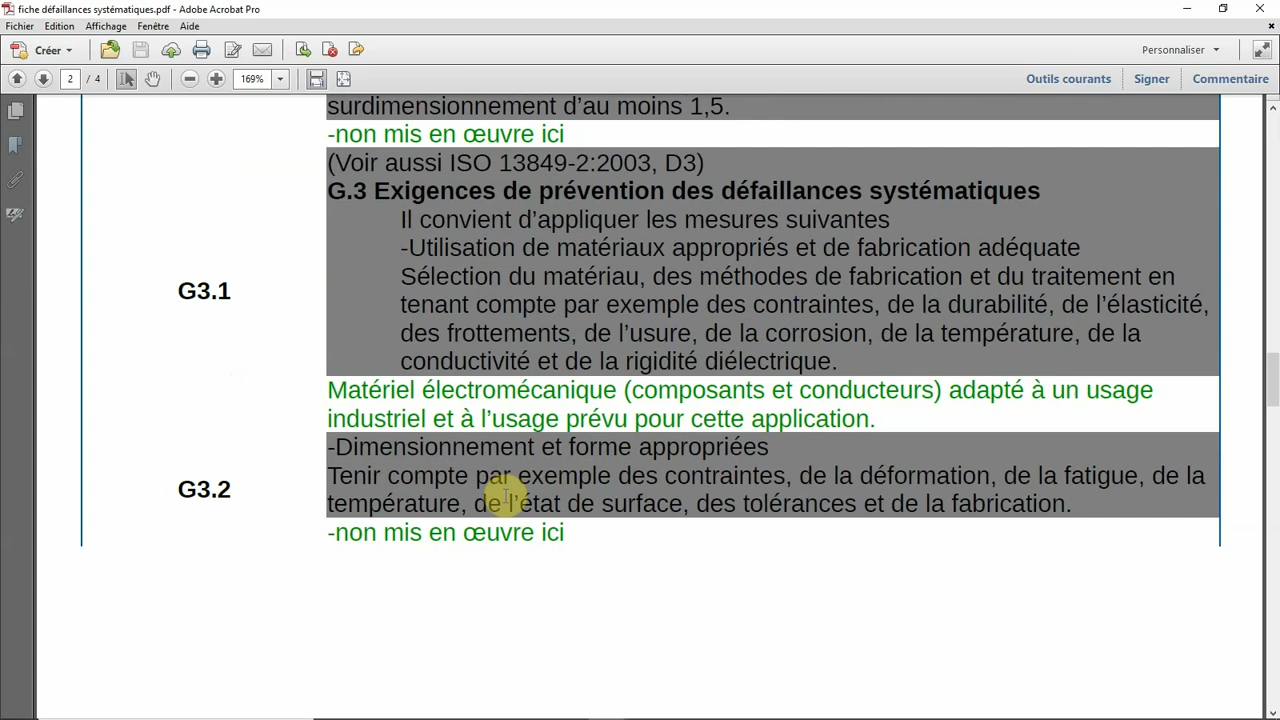 fiche défaillances systématiques.pdf - Adobe Acrobat Pro
Fichier Edition Affichage Fenêtre Aide
Créer Personnaliser
2 / 4 169% Outils courants Signer Commentaire
surdimensionnement d’au moins 1,5.
-non mis en œuvre ici
(Voir aussi ISO 13849-2:2003, D3)
G.3 Exigences de prévention des défaillances systématiques
Il convient d’appliquer les mesures suivantes
-Utilisation de matériaux appropriés et de fabrication adéquate
Sélection du matériau, des méthodes de fabrication et du traitement en
G3.1
tenant compte par exemple des contraintes, de la durabilité, de l’élasticité,
des frottements, de l’usure, de la corrosion, de la température, de la
conductivité et de la rigidité diélectrique.
Matériel électromécanique (composants et conducteurs) adapté à un usage
industriel et à l’usage prévu pour cette application.
-Dimensionnement et forme appropriées
Tenir compte par exemple des contraintes, de la déformation, de la fatigue, de la
G3.2
température, de l’état de surface, des tolérances et de la fabrication.
-non mis en œuvre ici